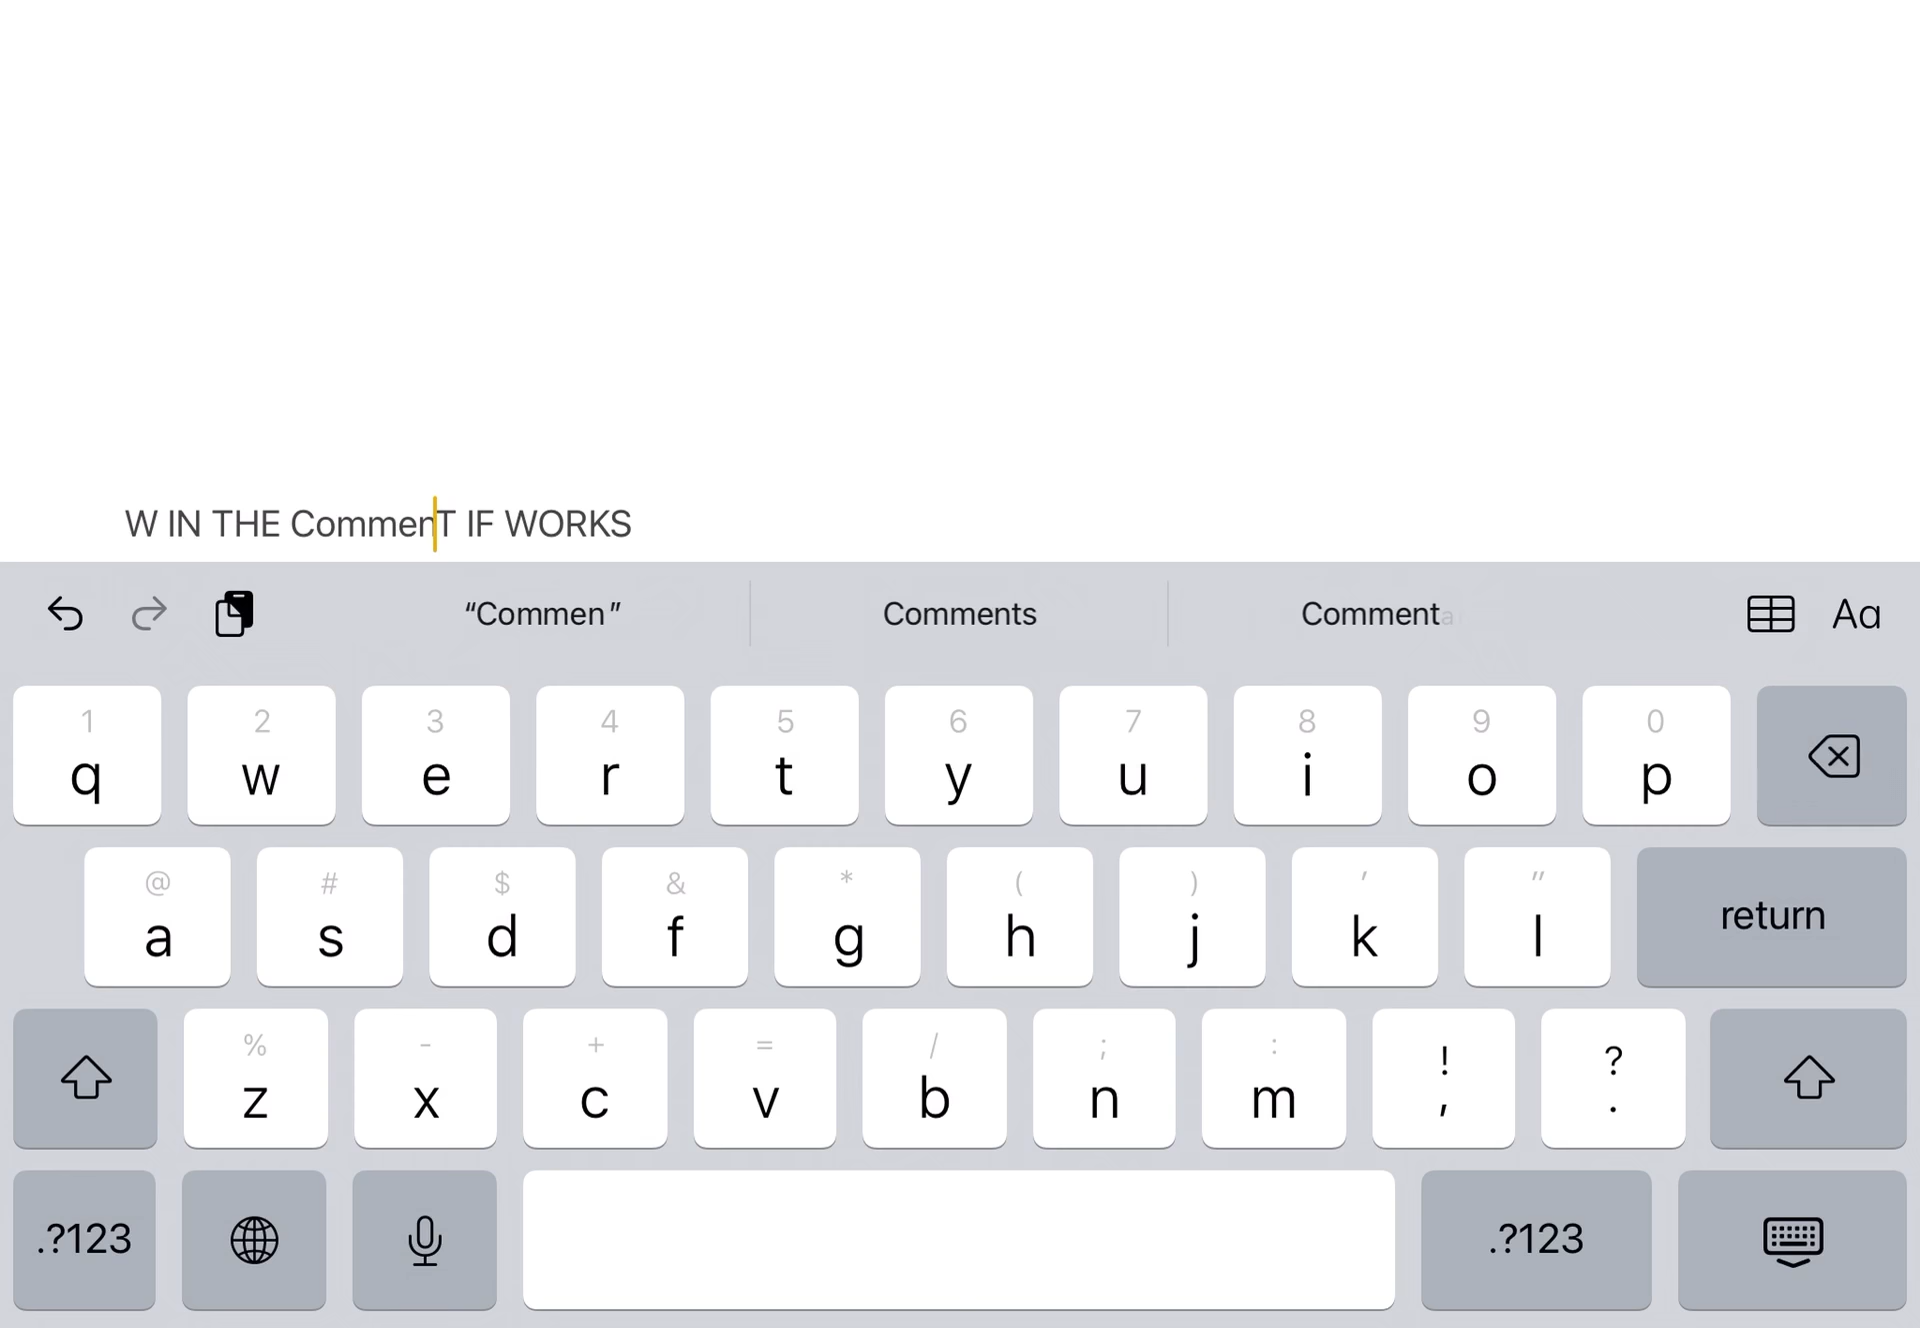 W IN THE CommenT IF WORKS
“Commen” Comments Comment Aa
1 2 3 4 5 6 7 8 9 0
q w e r t y u i o p
@ # $ & * ( ) ' "
a s d f g h j k l return
% - + = / ; : ! ?
z x c v b n m , .
.?123 .?123